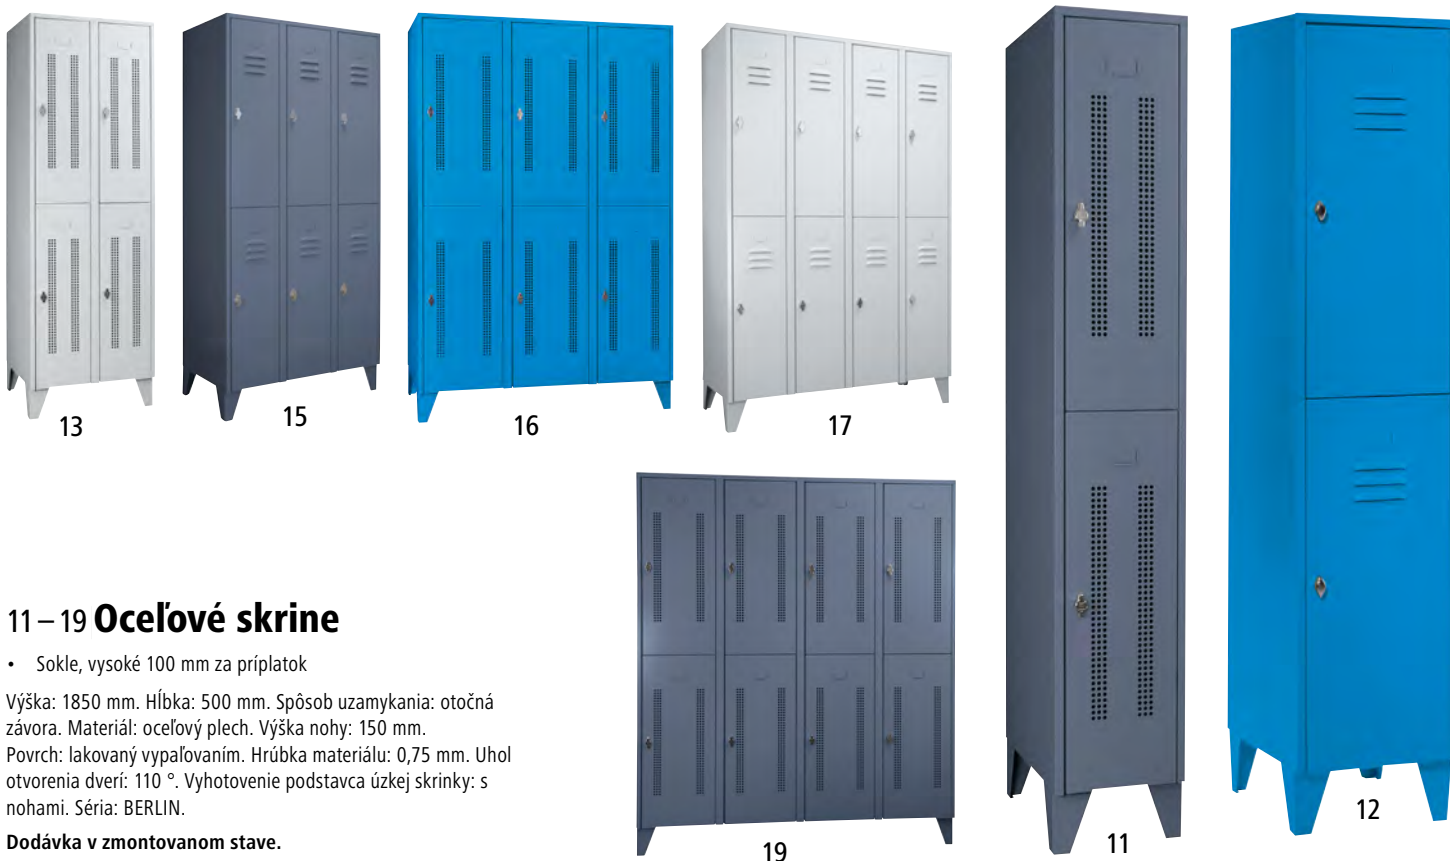 13
15
16
17
11 – 19 Oceľové skrine
• Sokle, vysoké 100 mm za príplatok
Výška: 1850 mm. Hĺbka: 500 mm. Spôsob uzamykania: otočná
závora. Materiál: oceľový plech. Výška nohy: 150 mm.
Povrch: lakovaný vypaľovaním. Hrúbka materiálu: 0,75 mm. Uhol
otvorenia dverí: 110 °. Vyhotovenie podstavca úzkej skrinky: s
nohami. Séria: BERLIN.
Dodávka v zmontovanom stave.
19
11
12